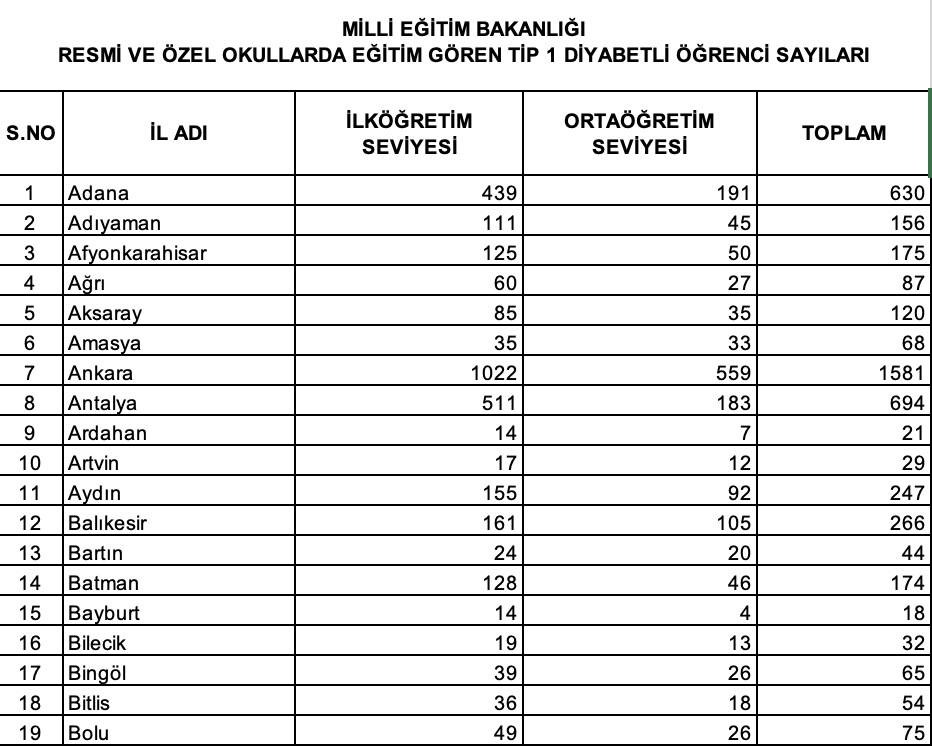 MİLLİ EĞİTİM BAKANLIĞI
RESMİ VE ÖZEL OKULLARDA EĞİTİM GÖREN TİP 1 DİYABETLİ ÖĞRENCİ SAYILARI
S.NO İL ADI İLKÖĞRETİM SEVİYESİ ORTAÖĞRETİM SEVİYESİ TOPLAM
1 Adana 439 191 630
2 Adıyaman 111 45 156
3 Afyonkarahisar 125 50 175
4 Ağrı 60 27 87
5 Aksaray 85 35 120
6 Amasya 35 33 68
7 Ankara 1022 559 1581
8 Antalya 511 183 694
9 Ardahan 14 7 21
10 Artvin 17 12 29
11 Aydın 155 92 247
12 Balıkesir 161 105 266
13 Bartın 24 20 44
14 Batman 128 46 174
15 Bayburt 14 4 18
16 Bilecik 19 13 32
17 Bingöl 39 26 65
18 Bitlis 36 18 54
19 Bolu 49 26 75